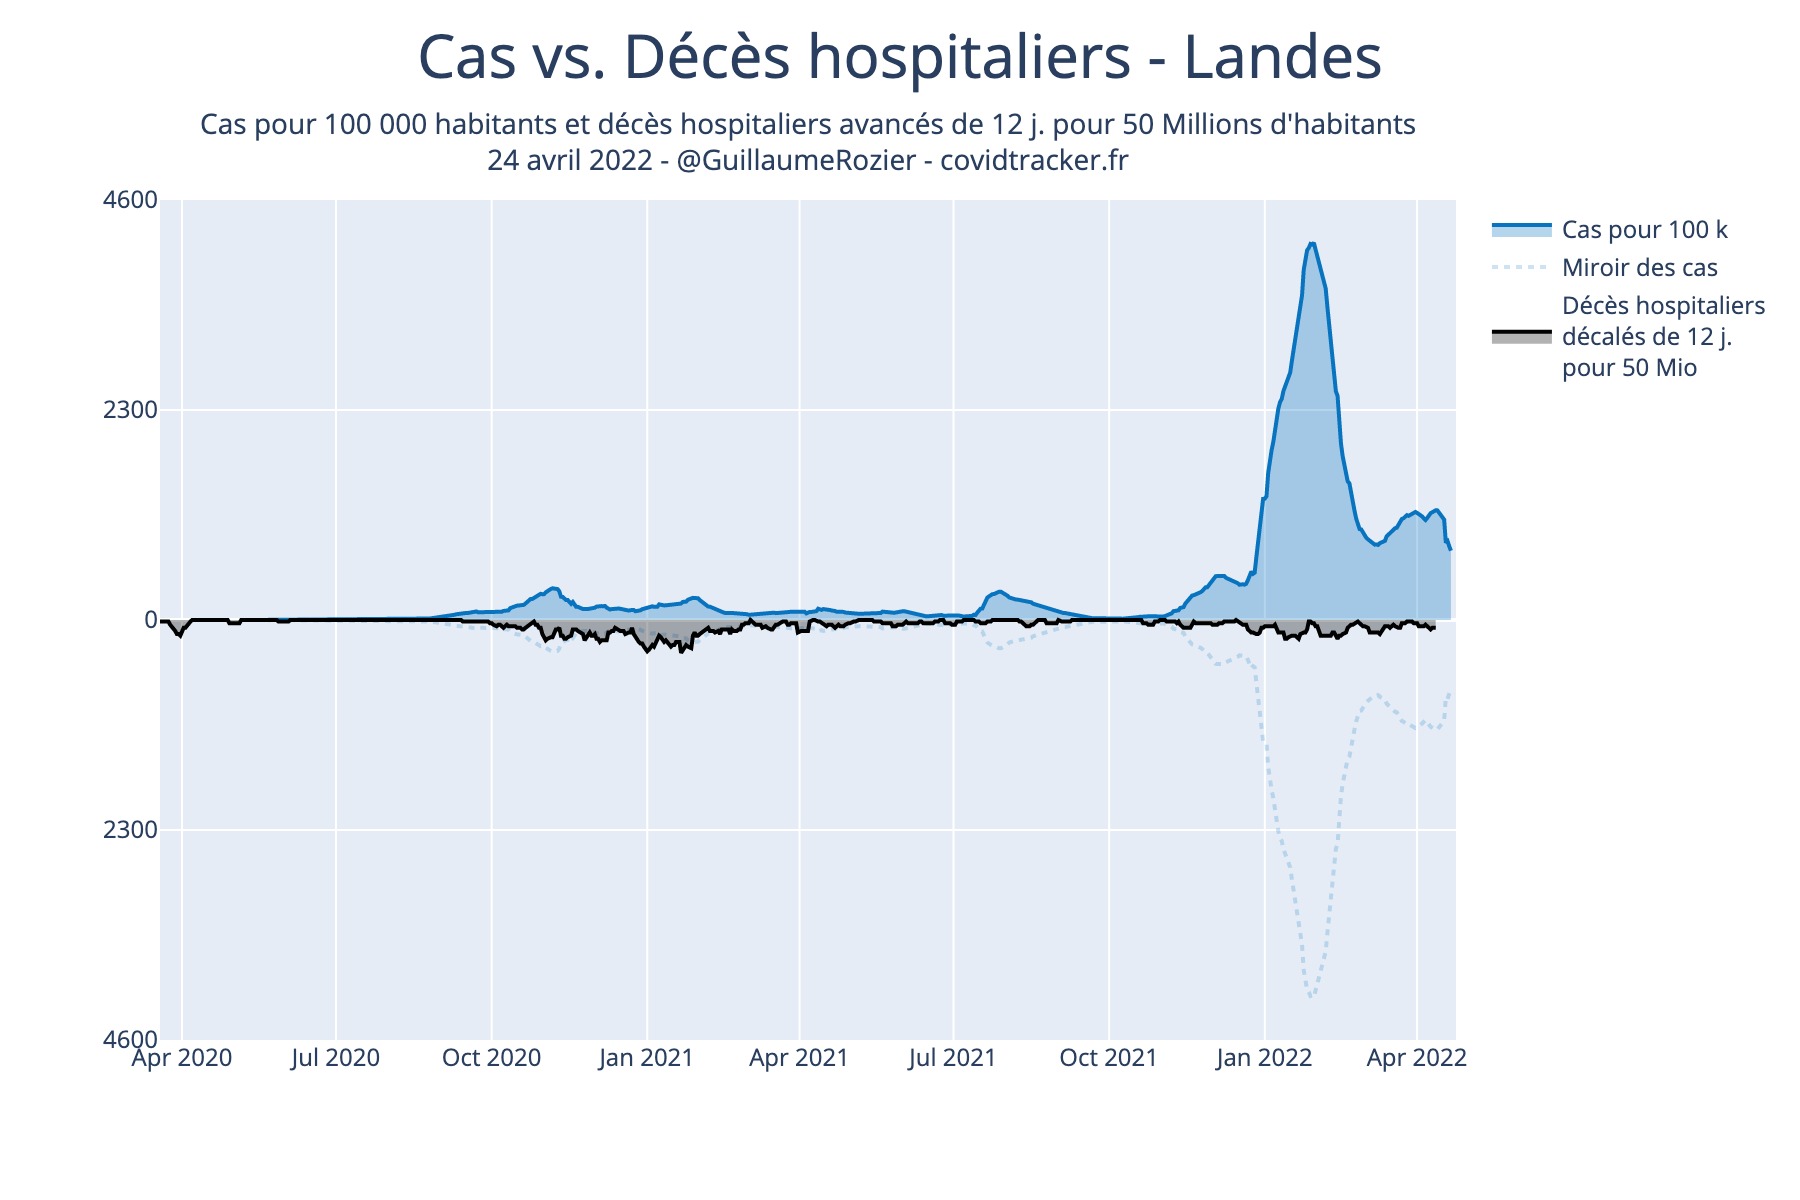 Cas vs. Décès hospitaliers - Landes
Cas pour 100 000 habitants et décès hospitaliers avancés de 12 j. pour 50 Millions d'habitants
24 avril 2022 - @GuillaumeRozier - covidtracker.fr
4600
2300
0
2300
4600
Apr 2020
Jul 2020
Oct 2020
Jan 2021
Apr 2021
Jul 2021
Oct 2021
Jan 2022
Apr 2022
Cas pour 100 k
Miroir des cas
Décès hospitaliers
décalés de 12 j.
pour 50 Mio